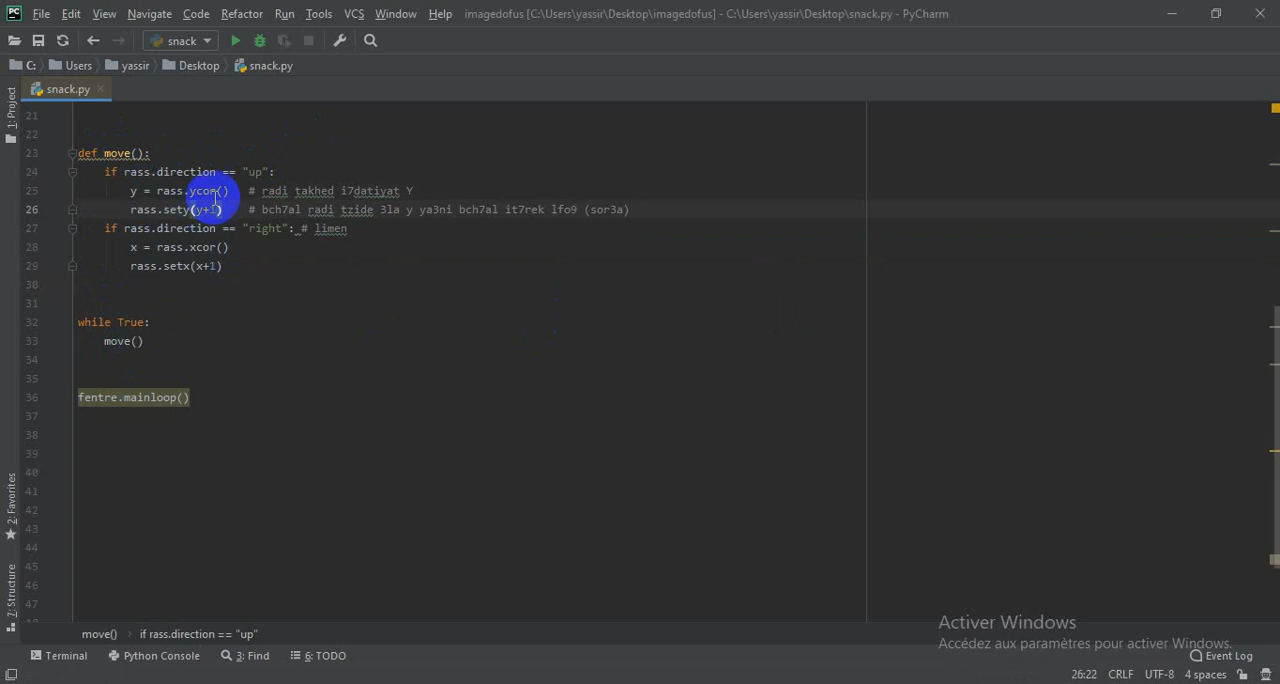 PC File Edit View Navigate Code Refactor Run Tools VCS Window Help imagedofus [C:\Users\yassir\Desktop\imagedofus] - C:\Users\yassir\Desktop\snack.py - PyCharm
snack
C: Users yassir Desktop snack.py
snack.py
1: Project
21
22
23 def move():
24 if rass.direction == "up":
25 y = rass.ycor() # radi takhed i7datiyat Y
26 rass.sety(y+1) # bch7al radi tzide 3la y ya3ni bch7al it7rek lfo9 (sor3a)
27 if rass.direction == "right": # limen
28 x = rass.xcor()
29 rass.setx(x+1)
30
31
32 while True:
33 move()
34
35
36 fentre.mainloop()
37
38
39
40
41
42
43
44
45
46
47
2: Favorites
7: Structure
Activer Windows
Accédez aux paramètres pour activer Windows.
move() › if rass.direction == "up"
Terminal Python Console 3: Find 6: TODO Event Log
26:22 CRLF UTF-8 4 spaces